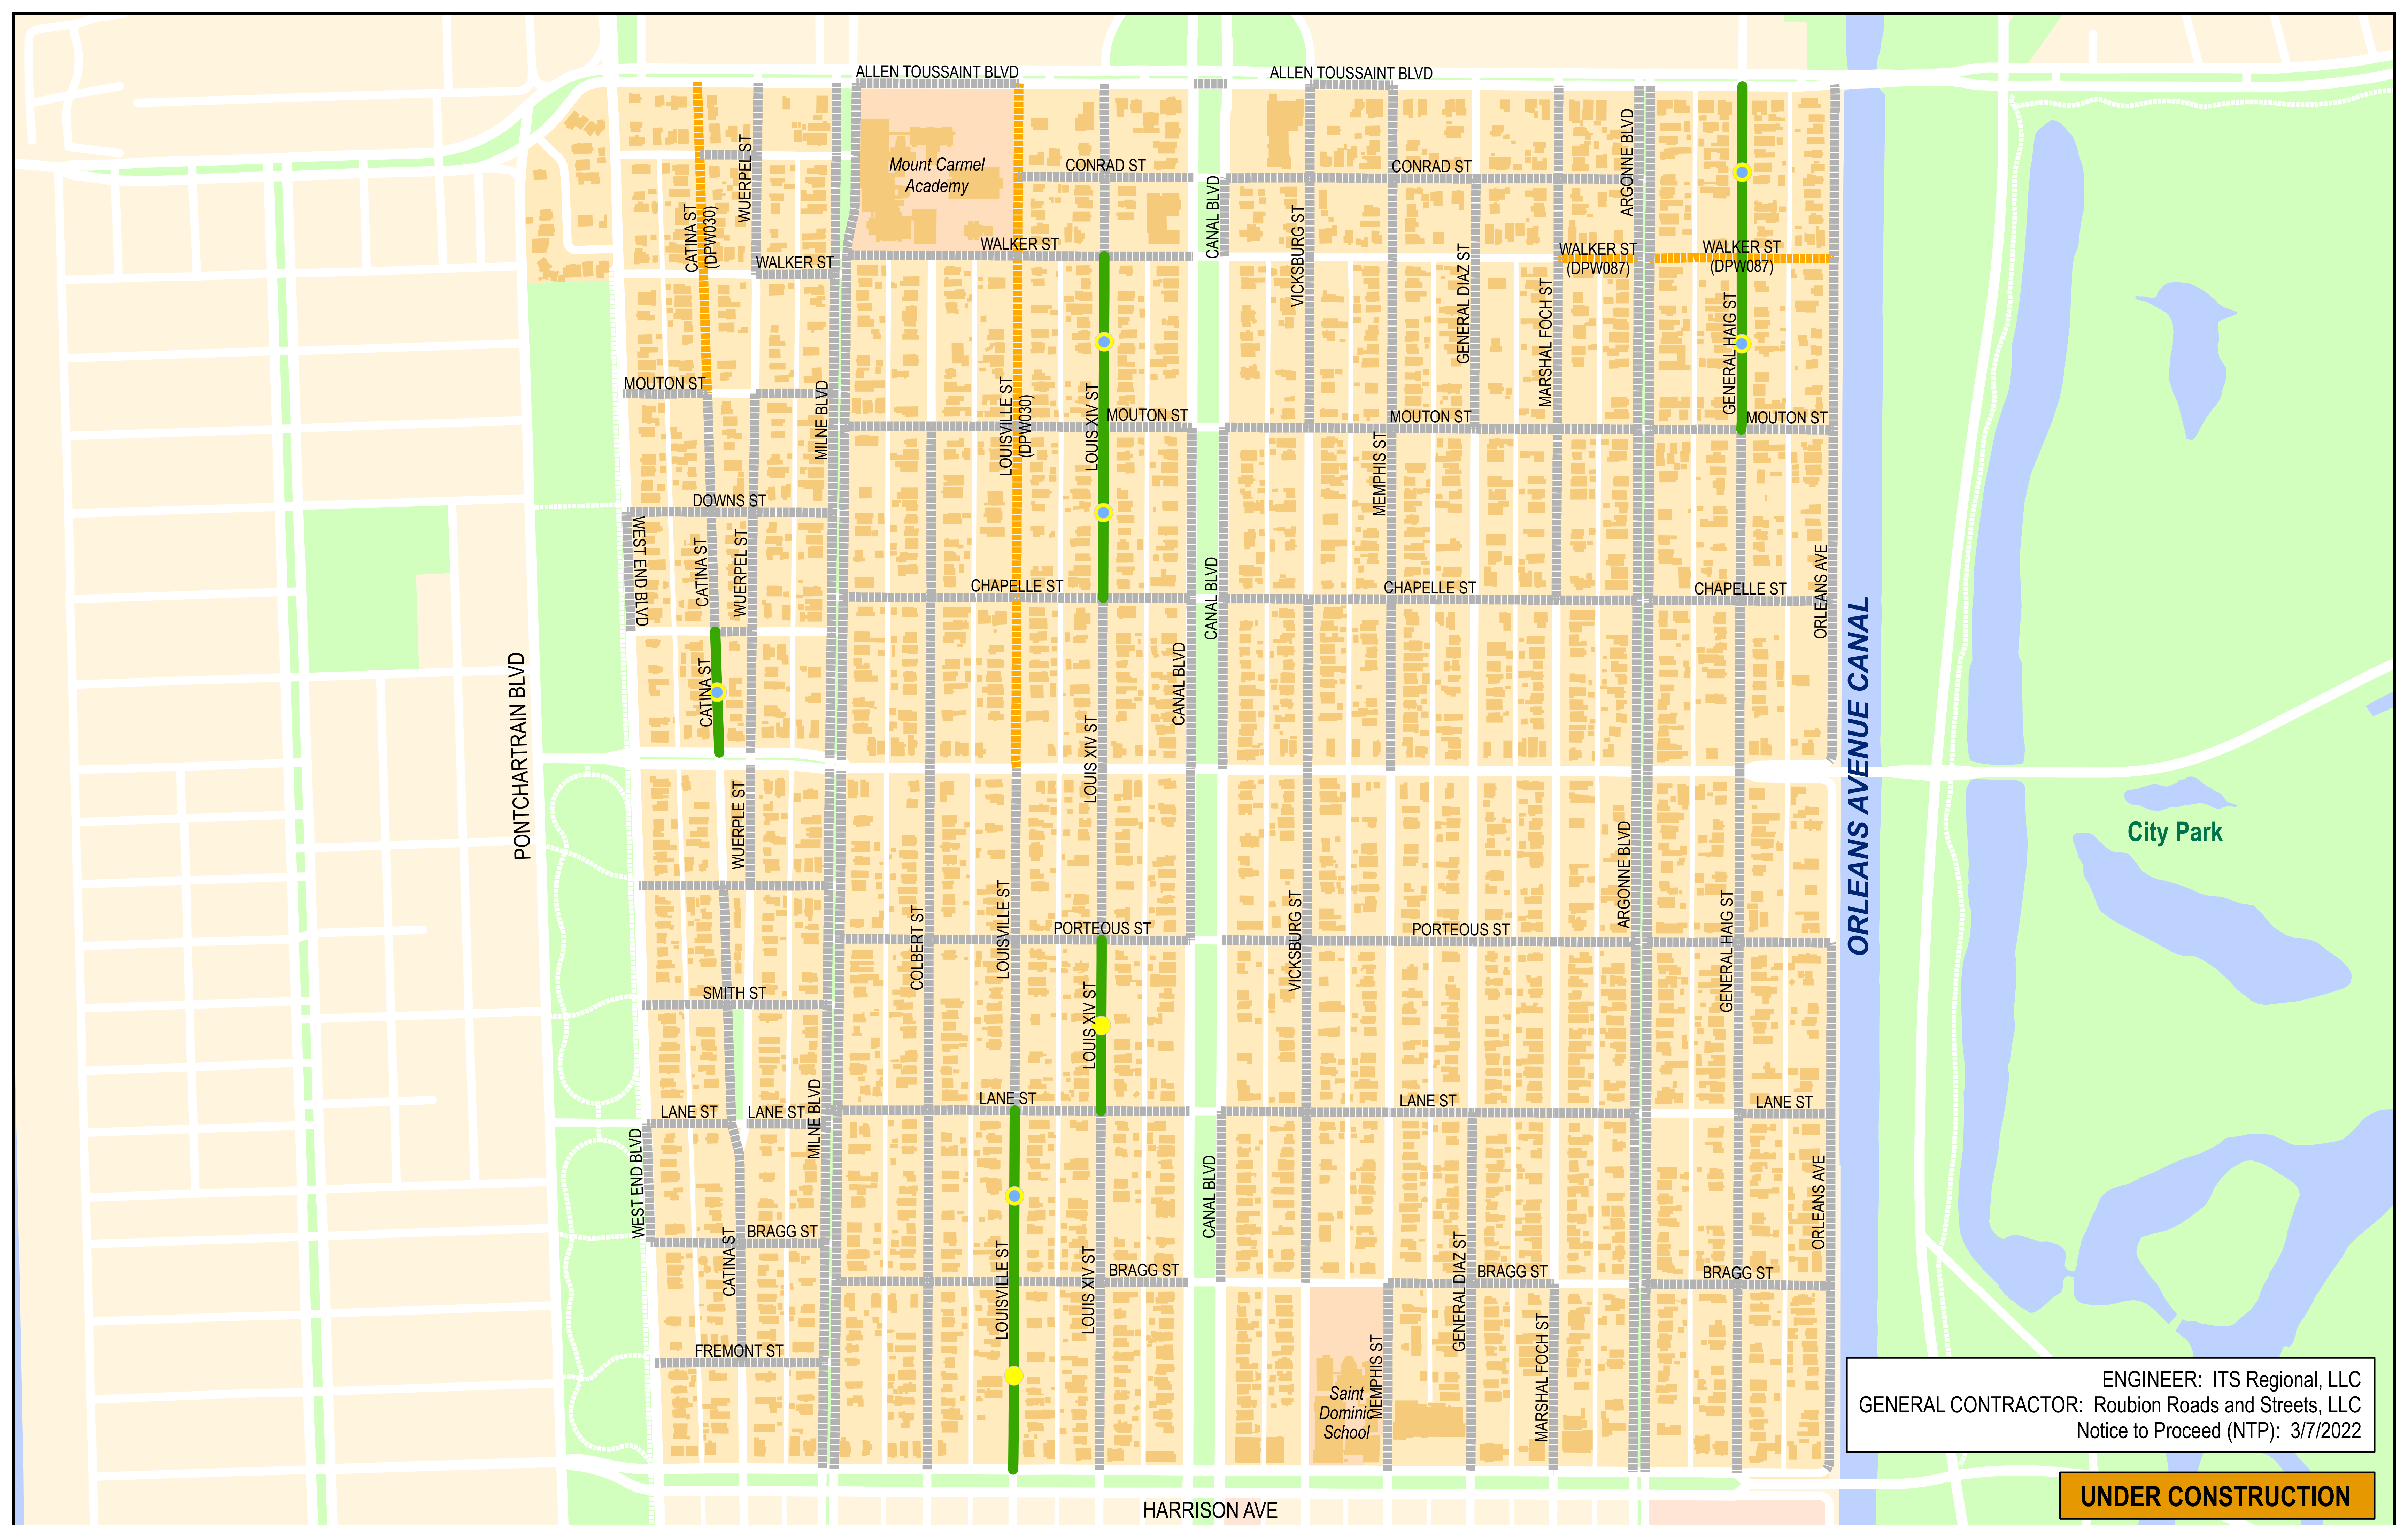 ALLEN TOUSSAINT BLVD
ALLEN TOUSSAINT BLVD
Mount Carmel
Academy
WUERPEL ST
CONRAD ST
CONRAD ST
ARGONNE BLVD
CATINA ST
(DPW030)
CANAL BLVD
VICKSBURG ST
WALKER ST
WALKER ST
WALKER ST
(DPW087)
WALKER ST
(DPW087)
GENERAL DIAZ ST
MARSHAL FOCH ST
GENERAL HAIG ST
MOUTON ST
MILNE BLVD
LOUISVILLE ST
(DPW030)
LOUIS XIV ST
MOUTON ST
MOUTON ST
MOUTON ST
MEMPHIS ST
DOWNS ST
WEST END BLVD
CATINA ST
WUERPEL ST
CHAPELLE ST
CANAL BLVD
CHAPELLE ST
CHAPELLE ST
ORLEANS AVE
ORLEANS AVENUE CANAL
PONTCHARTRAIN BLVD
CATINA ST
CANAL BLVD
LOUIS XIV ST
WUERPLE ST
City Park
ARGONNE BLVD
COLBERT ST
LOUISVILLE ST
PORTEOUS ST
VICKSBURG ST
PORTEOUS ST
GENERAL HAIG ST
SMITH ST
LOUIS XIV ST
LANE ST
LANE ST
MILNE BLVD
LANE ST
LANE ST
LANE ST
WEST END BLVD
CANAL BLVD
ORLEANS AVE
CATINA ST
BRAGG ST
LOUISVILLE ST
LOUIS XIV ST
BRAGG ST
GENERAL DIAZ ST
BRAGG ST
BRAGG ST
FREMONT ST
MEMPHIS ST
MARSHAL FOCH ST
Saint
Dominic
School
ENGINEER: ITS Regional, LLC
GENERAL CONTRACTOR: Roubion Roads and Streets, LLC
Notice to Proceed (NTP): 3/7/2022
UNDER CONSTRUCTION
HARRISON AVE